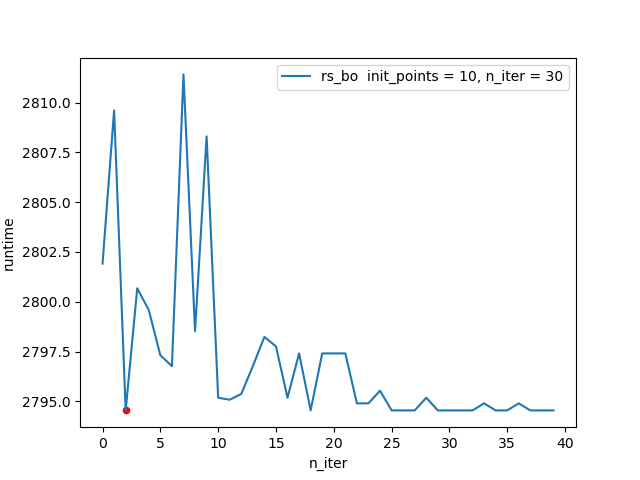 rs_bo  init_points = 10, n_iter = 30
2810.0
2807.5
2805.0
2802.5
2800.0
2797.5
2795.0
runtime
0 5 10 15 20 25 30 35 40
n_iter